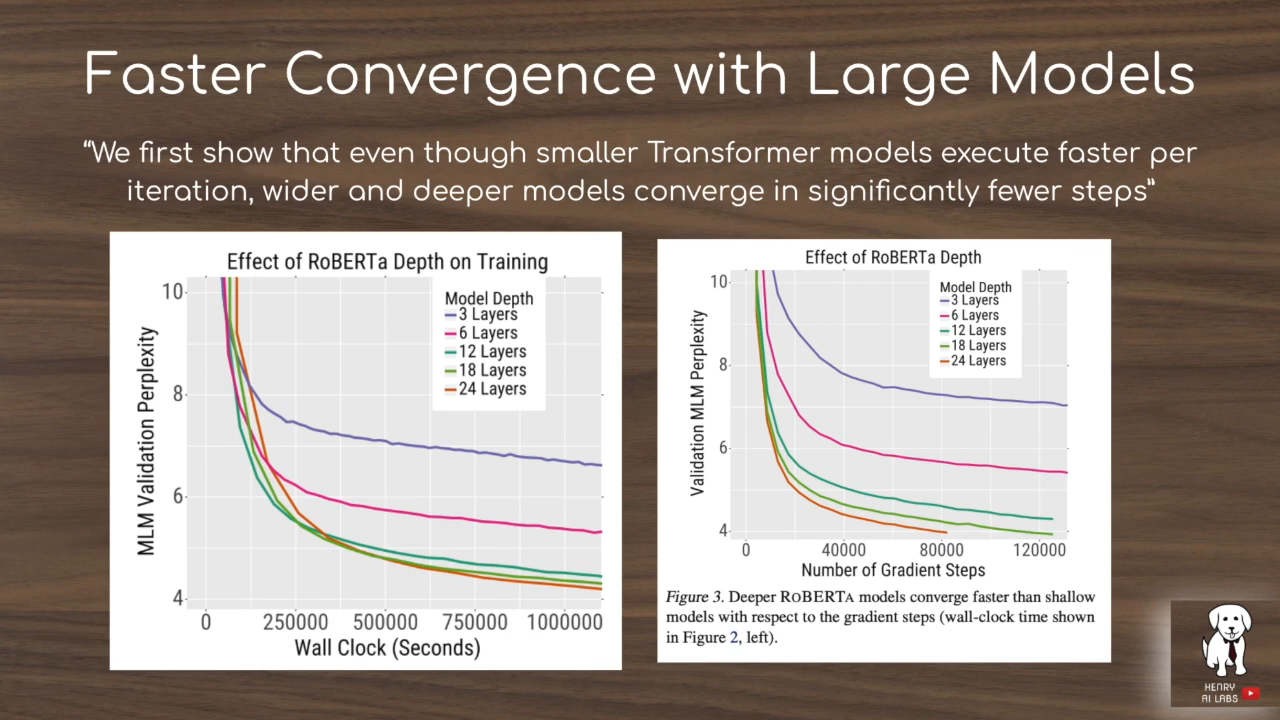 Faster Convergence with Large Models
“We first show that even though smaller Transformer models execute faster per
iteration, wider and deeper models converge in significantly fewer steps”
Effect of RoBERTa Depth on Training
MLM Validation Perplexity
10
8
6
4
Model Depth
3 Layers
6 Layers
12 Layers
18 Layers
24 Layers
0 250000 500000 750000 1000000
Wall Clock (Seconds)
Effect of RoBERTa Depth
Validation MLM Perplexity
10
8
6
4
Model Depth
3 Layers
6 Layers
12 Layers
18 Layers
24 Layers
0 40000 80000 120000
Number of Gradient Steps
Figure 3. Deeper ROBERTA models converge faster than shallow
models with respect to the gradient steps (wall-clock time shown
in Figure 2, left).
HENRY
AI LABS